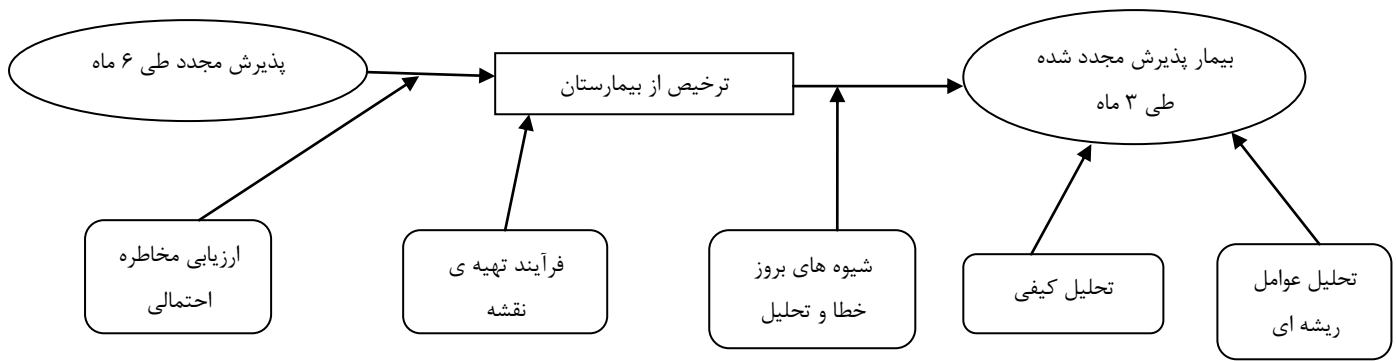 بیمار پذیرش مجدد شده
طی ۳ ماه
ترخیص از بیمارستان
پذیرش مجدد طی ۶ ماه
تحلیل عوامل
ریشه ای
تحلیل کیفی
شیوه های بروز
خطا و تحلیل
فرآیند تهیه ی
نقشه
ارزیابی مخاطره
احتمالی